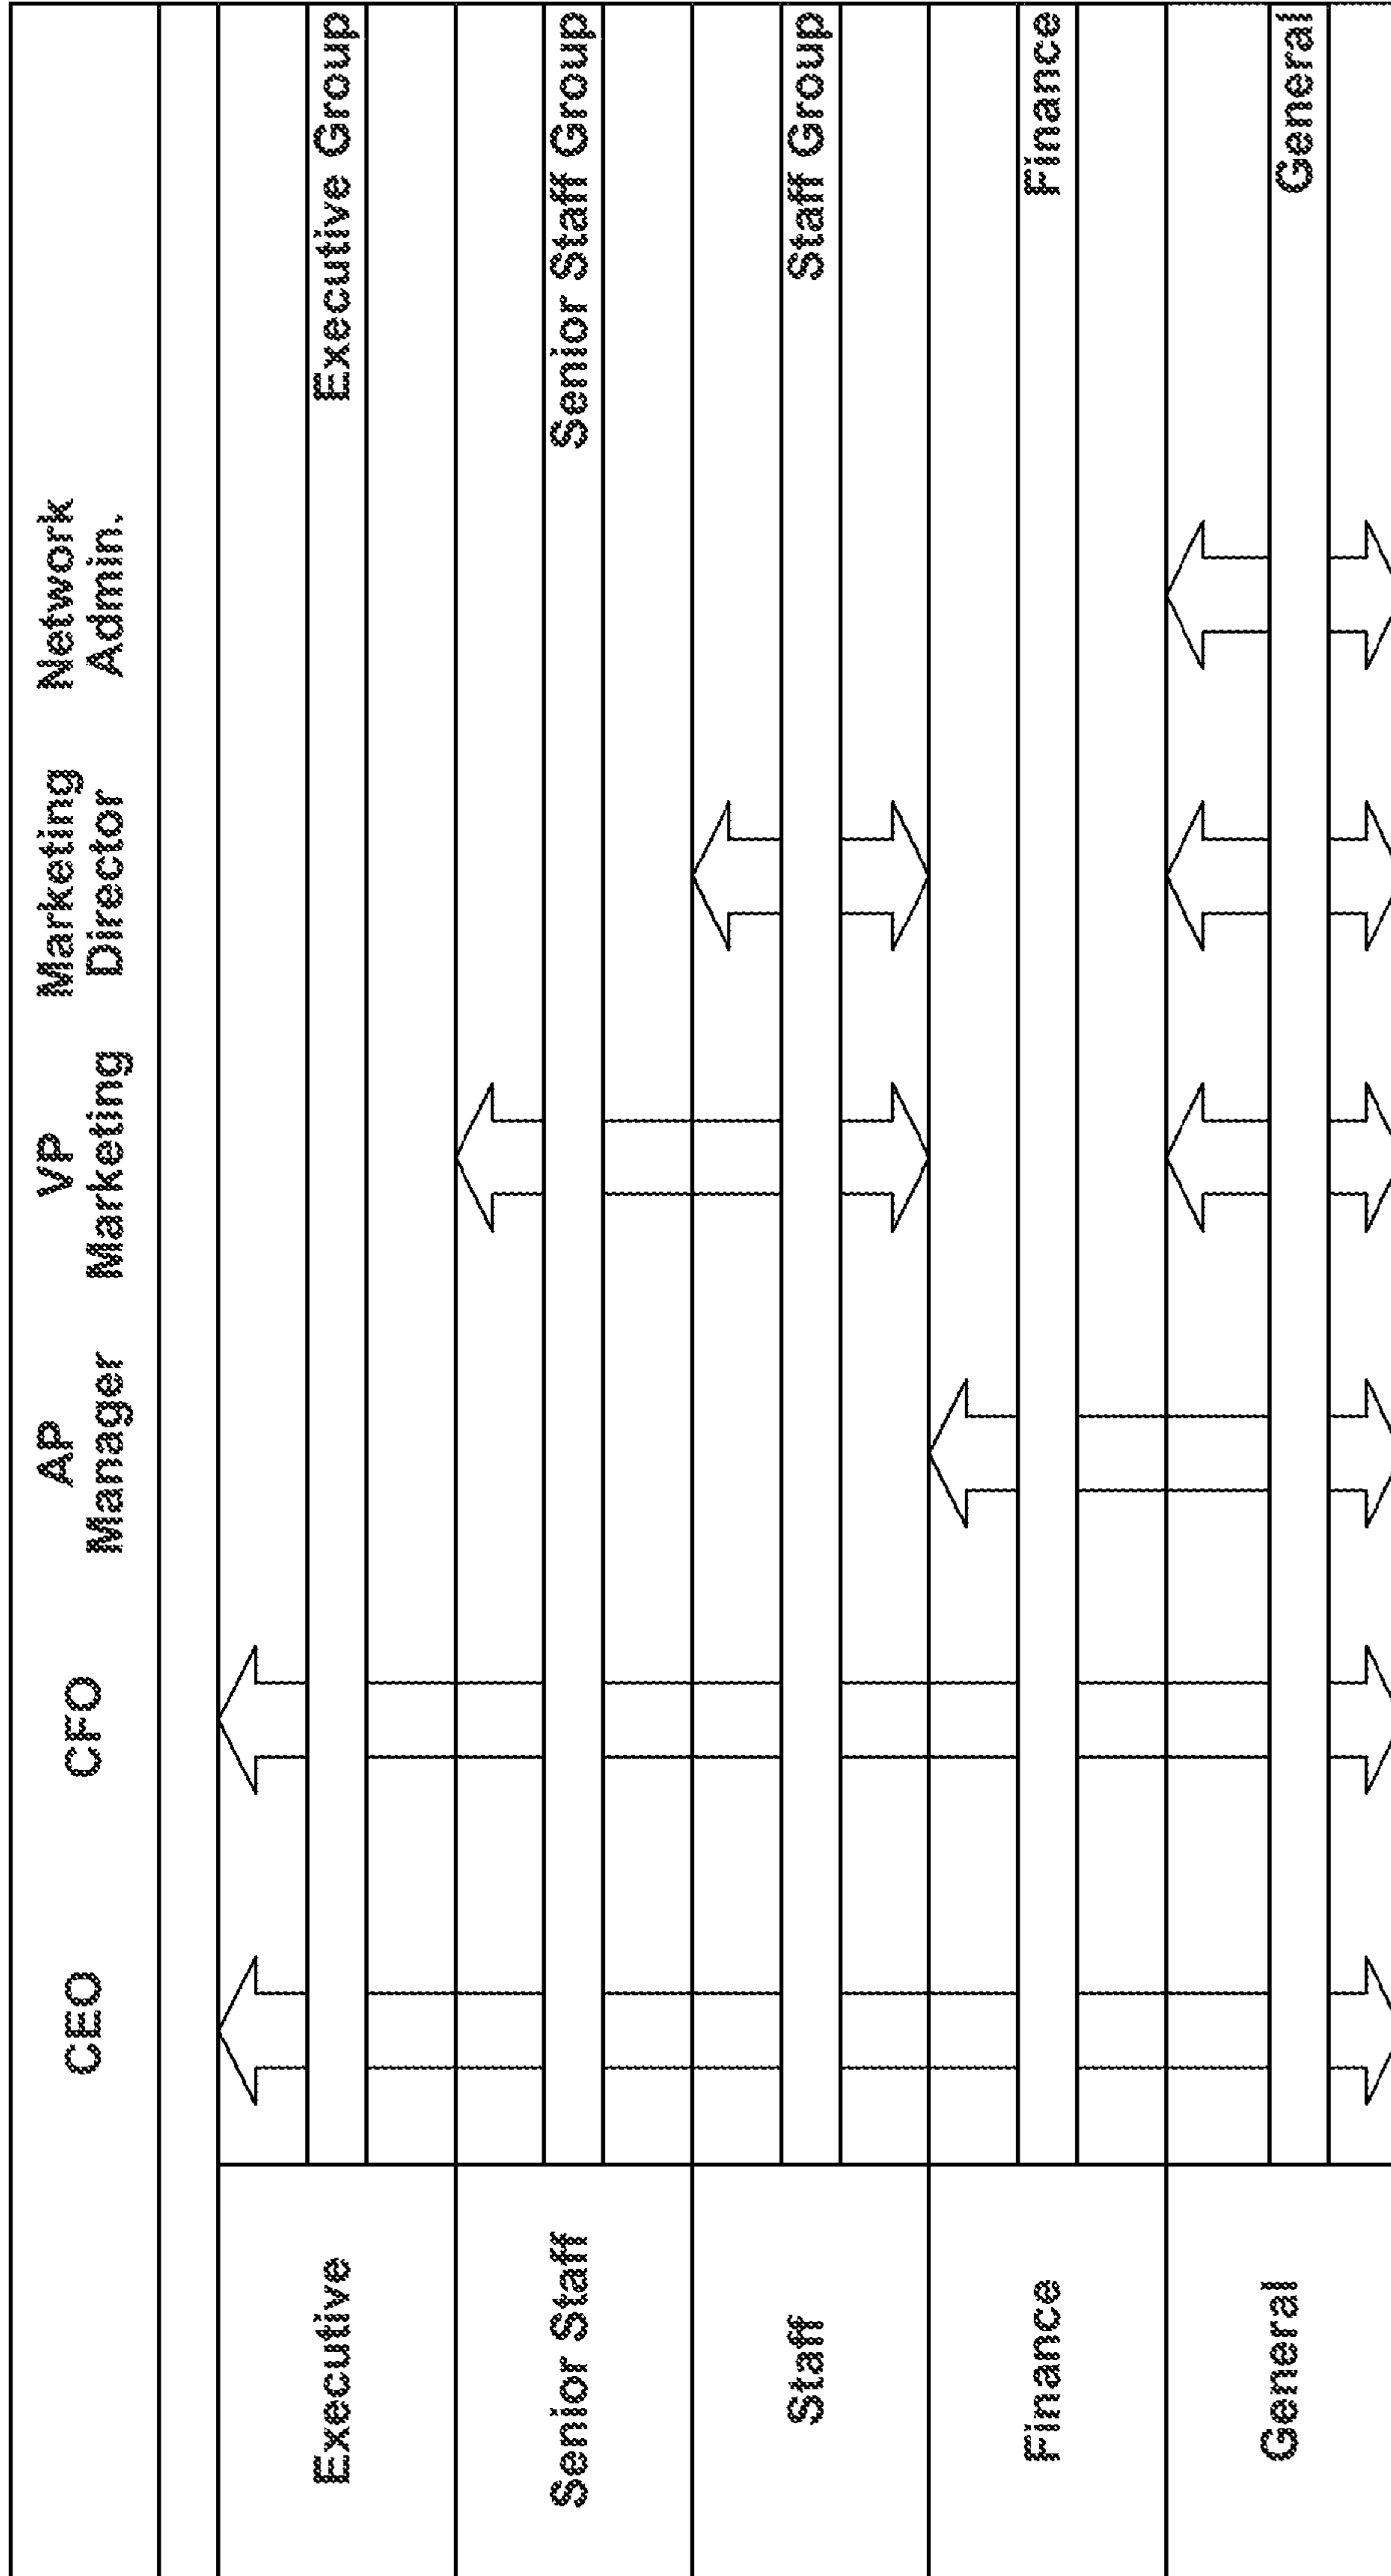 CEO
CFO
AP
Manager
VP
Marketing
Marketing
Director
Network
Admin.
Executive
Executive Group
Senior Staff
Senior Staff Group
Staff
Staff Group
Finance
Finance
General
General